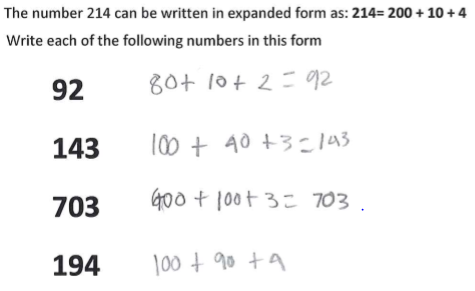 The number 214 can be written in expanded form as: 214= 200 + 10 + 4
Write each of the following numbers in this form
92 80+ 10 + 2 = 92
143 100 + 40 + 3 = 143
703 600 + 100 + 3 = 703
194 100 + 90 + 4